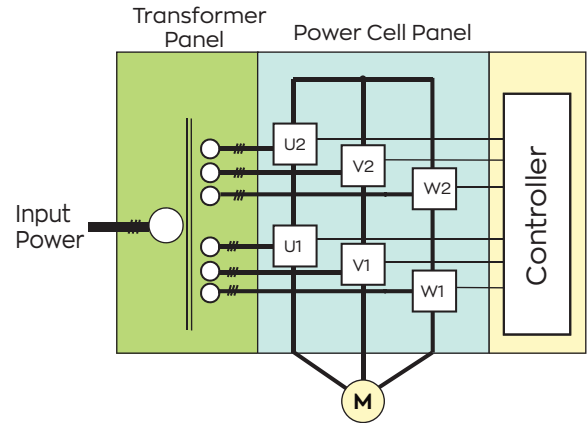 Transformer
Panel
Power Cell Panel
U2
V2
W2
Input
Power
U1
V1
W1
Controller
M